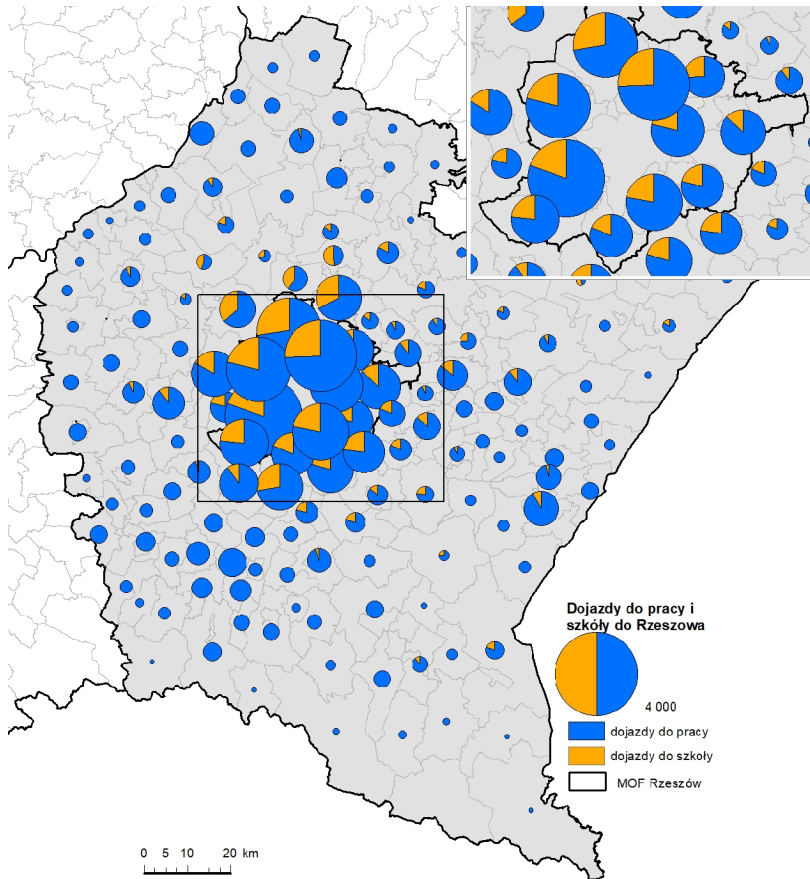 Dojazdy do pracy i
szkóły do Rzeszowa
4 000
dojazdy do pracy
dojazdy do szkoły
MOF Rzeszów
0 5 10 20 km